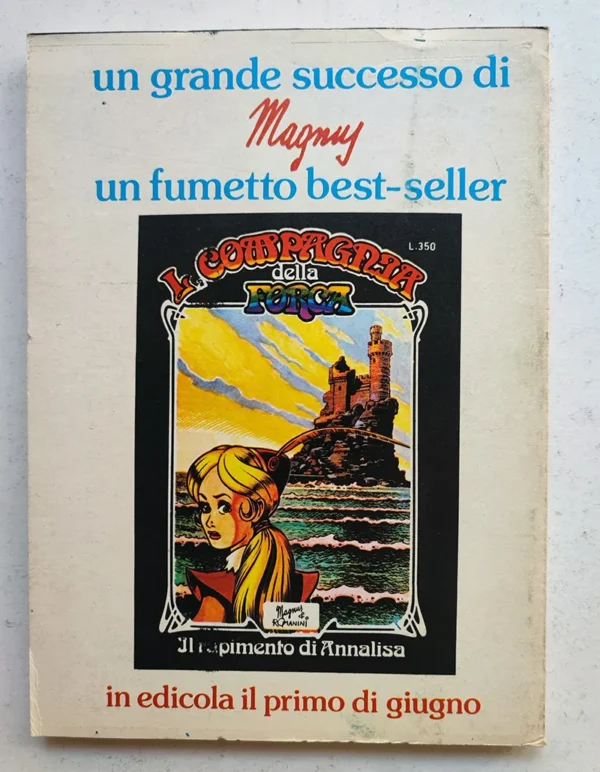 un grande successo di
Magnus
un fumetto best-seller
L. 350
La COMPAGNIA
della
FORCA
Magnus & ROMANINI
Il rapimento di Annalisa
in edicola il primo di giugno